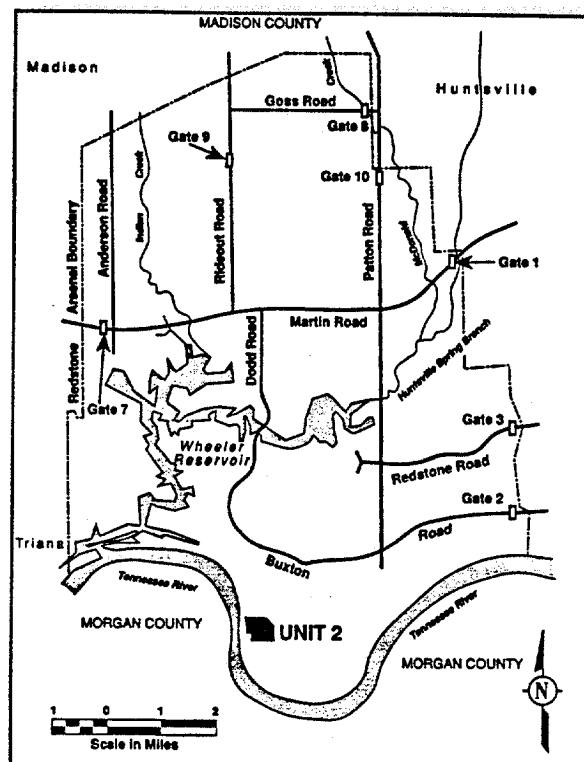 MADISON COUNTY
Madison
Huntsville
Creek
Goss Road
Gate 8
Gate 9
Gate 10
Indian Creek
Anderson Road
Rideout Road
Patton Road
McDonald
Redstone Arsenal Boundary
Gate 1
Martin Road
Dodd Road
Huntsville Spring Branch
Gate 7
Gate 3
Wheeler
Reservoir
Redstone Road
Gate 2
Triana
Buxton Road
Tennessee River
Tennessee River
MORGAN COUNTY
UNIT 2
MORGAN COUNTY
N
1 0 1 2
Scale in Miles